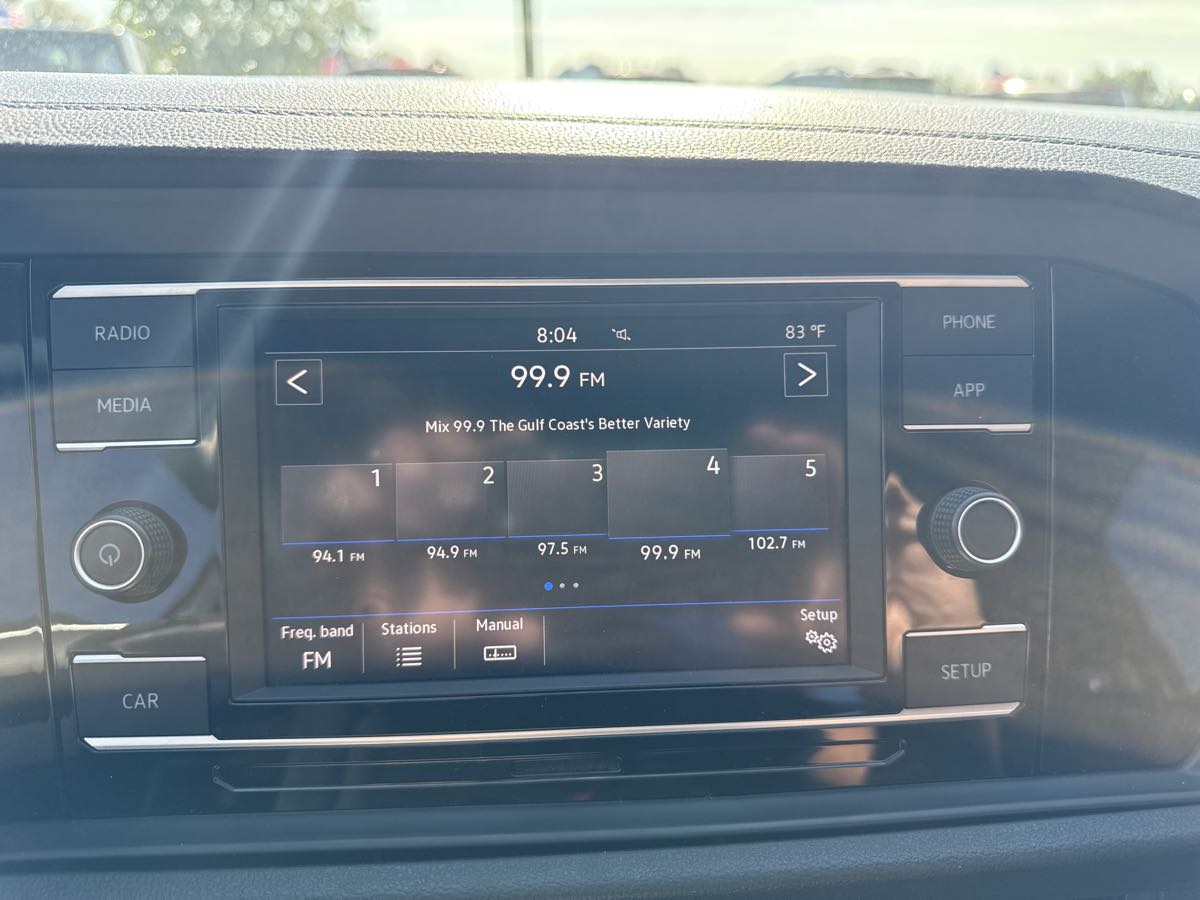 RADIO
MEDIA
CAR
8:04
83 °F
<
99.9 FM
>
Mix 99.9 The Gulf Coast's Better Variety
1
2
3
4
5
94.1 FM
94.9 FM
97.5 FM
99.9 FM
102.7 FM
Freq. band
FM
Stations
Manual
Setup
PHONE
APP
SETUP